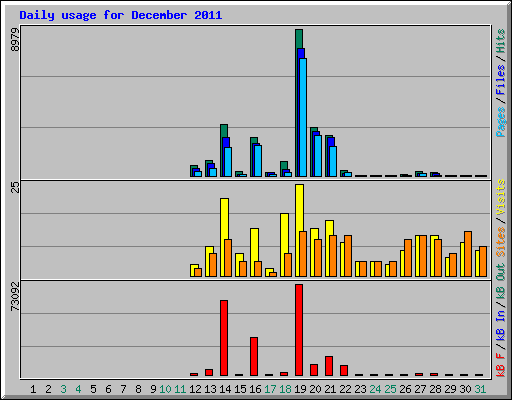 Daily usage for December 2011
8979
25
73092
Pages / Files / Hits
Sites / Visits
kB F / kB In / kB Out
1 2 3 4 5 6 7 8 9 10 11 12 13 14 15 16 17 18 19 20 21 22 23 24 25 26 27 28 29 30 31